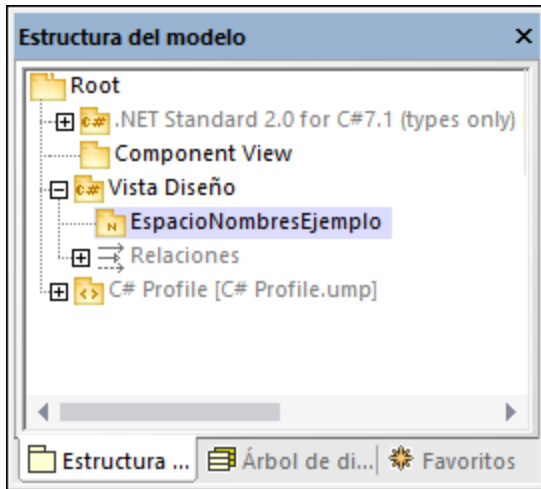 Estructura del modelo
Root
c# .NET Standard 2.0 for C#7.1 (types only)
Component View
c# Vista Diseño
N EspacioNombresEjemplo
Relaciones
C# Profile [C# Profile.ump]
Estructura ... Árbol de di... Favoritos